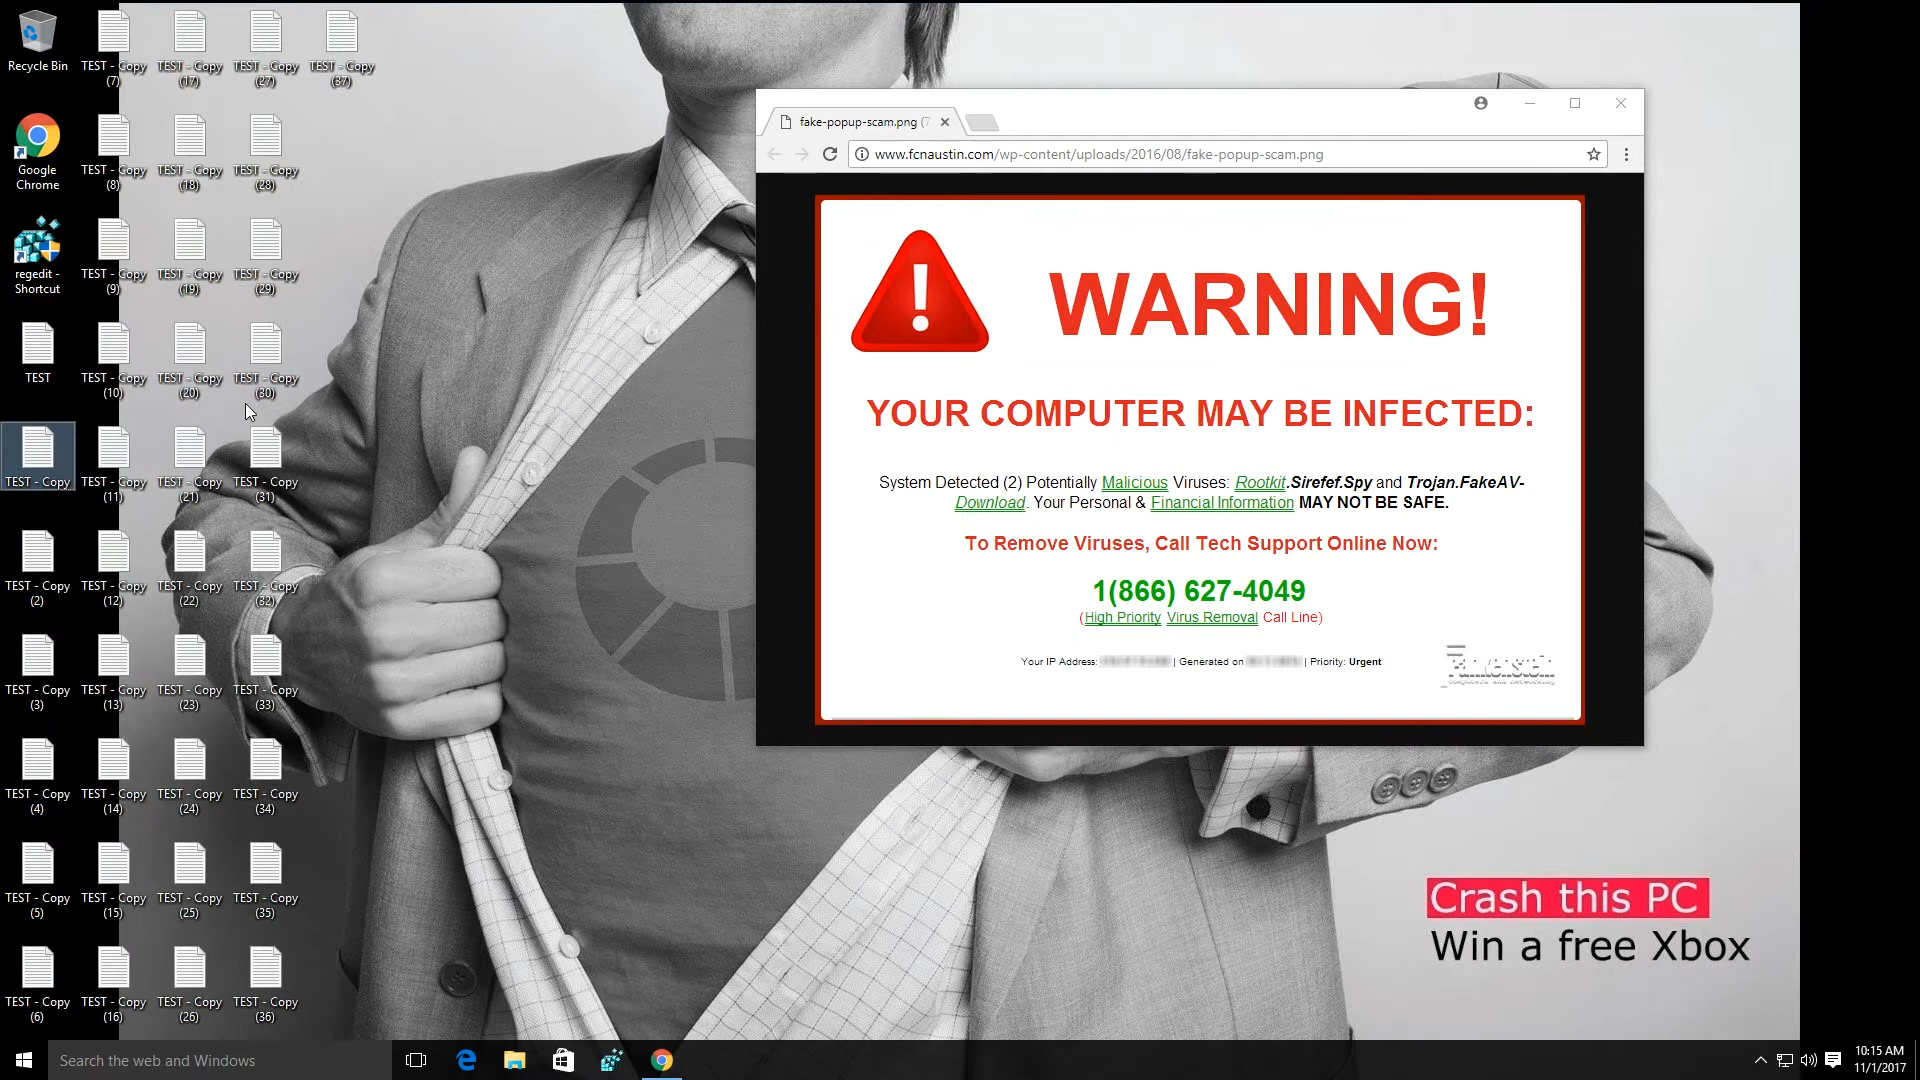 Recycle Bin
TEST - Copy
(7)
TEST - Copy
(17)
TEST - Copy
(27)
TEST - Copy
(37)
Google
Chrome
TEST - Copy
(8)
TEST - Copy
(18)
TEST - Copy
(28)
regedit -
Shortcut
TEST - Copy
(9)
TEST - Copy
(19)
TEST - Copy
(29)
TEST
TEST - Copy
(10)
TEST - Copy
(20)
TEST - Copy
(30)
TEST - Copy
TEST - Copy
(11)
TEST - Copy
(21)
TEST - Copy
(31)
TEST - Copy
(2)
TEST - Copy
(12)
TEST - Copy
(22)
TEST - Copy
(32)
TEST - Copy
(3)
TEST - Copy
(13)
TEST - Copy
(23)
TEST - Copy
(33)
TEST - Copy
(4)
TEST - Copy
(14)
TEST - Copy
(24)
TEST - Copy
(34)
TEST - Copy
(5)
TEST - Copy
(15)
TEST - Copy
(25)
TEST - Copy
(35)
TEST - Copy
(6)
TEST - Copy
(16)
TEST - Copy
(26)
TEST - Copy
(36)
fake-popup-scam.png (7
www.fcnaustin.com/wp-content/uploads/2016/08/fake-popup-scam.png
WARNING!
YOUR COMPUTER MAY BE INFECTED:
System Detected (2) Potentially Malicious Viruses: Rootkit.Sirefef.Spy and Trojan.FakeAV-
Download. Your Personal & Financial Information MAY NOT BE SAFE.
To Remove Viruses, Call Tech Support Online Now:
1(866) 627-4049
(High Priority Virus Removal Call Line)
Your IP Address: | Generated on | Priority: Urgent
Crash this PC
Win a free Xbox
Search the web and Windows
10:15 AM
11/1/2017